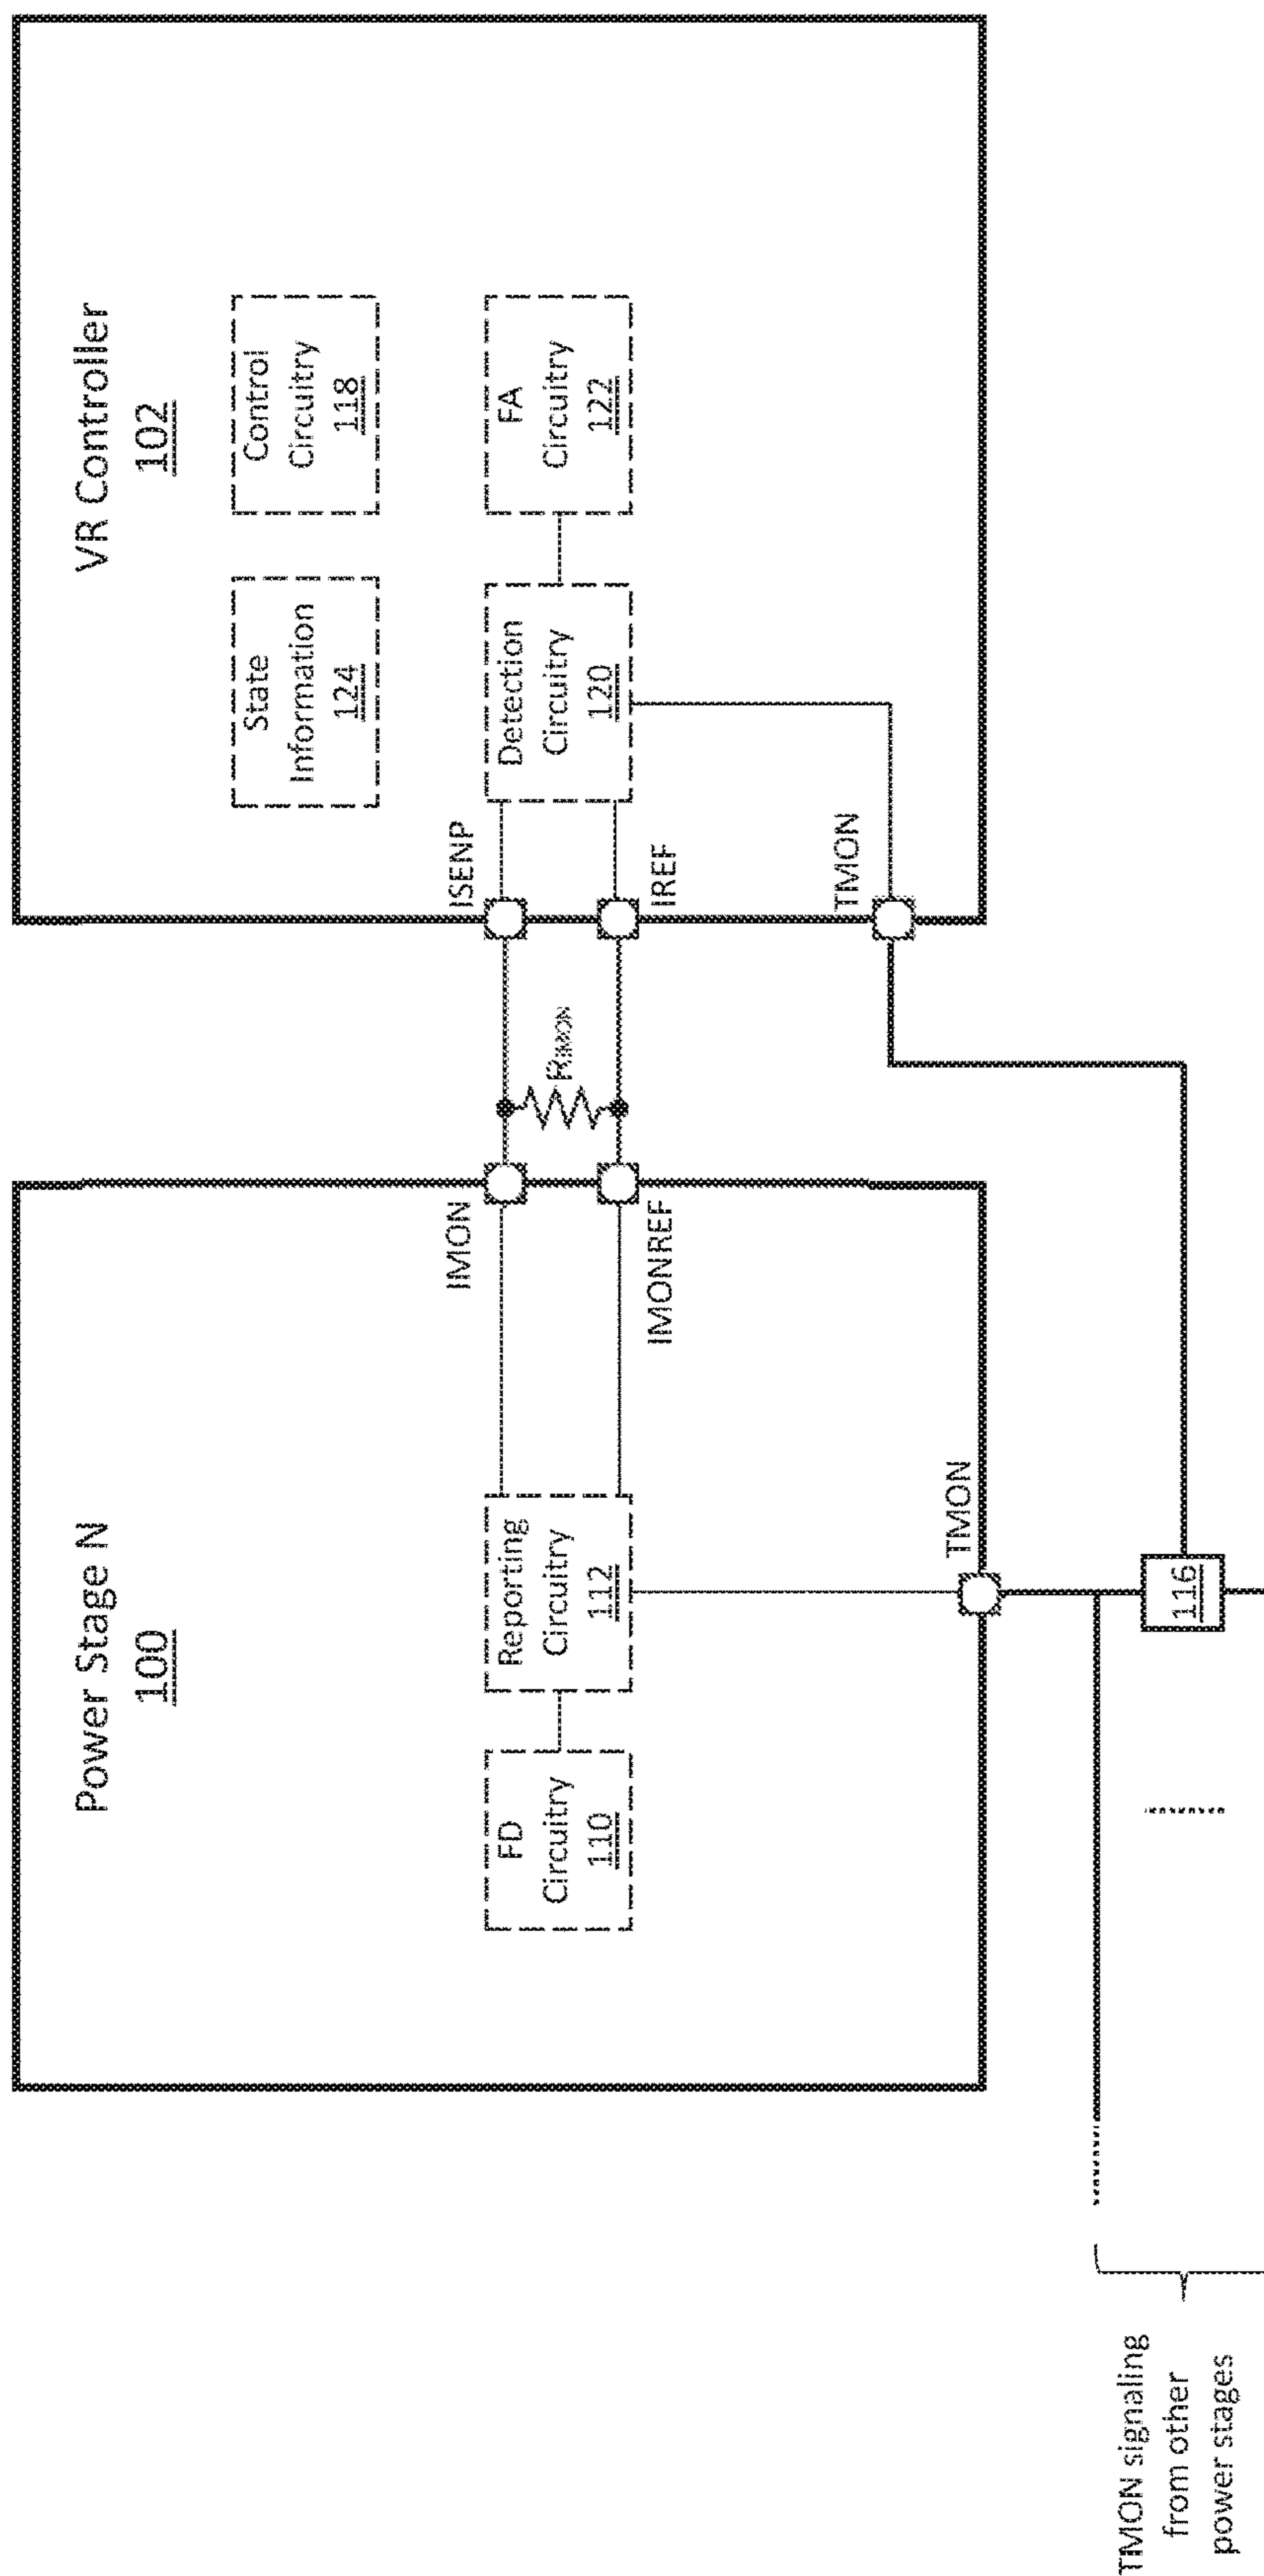 Power Stage N
100
FD
Circuitry
110
Reporting
Circuitry
112
IMON
IMONREF
TMON
RIMON
VR Controller
102
State
Information
124
Control
Circuitry
118
ISENP
IREF
TMON
Detection
Circuitry
120
FA
Circuitry
122
116
TMON signaling
from other
power stages